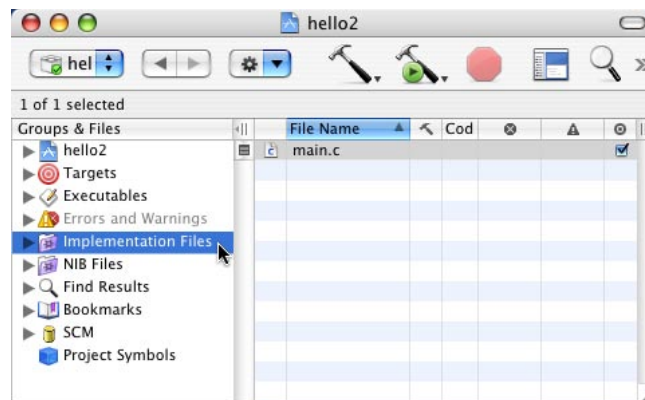 hello2
hel
1 of 1 selected
Groups & Files
File Name
Cod
hello2
main.c
Targets
Executables
Errors and Warnings
Implementation Files
NIB Files
Find Results
Bookmarks
SCM
Project Symbols